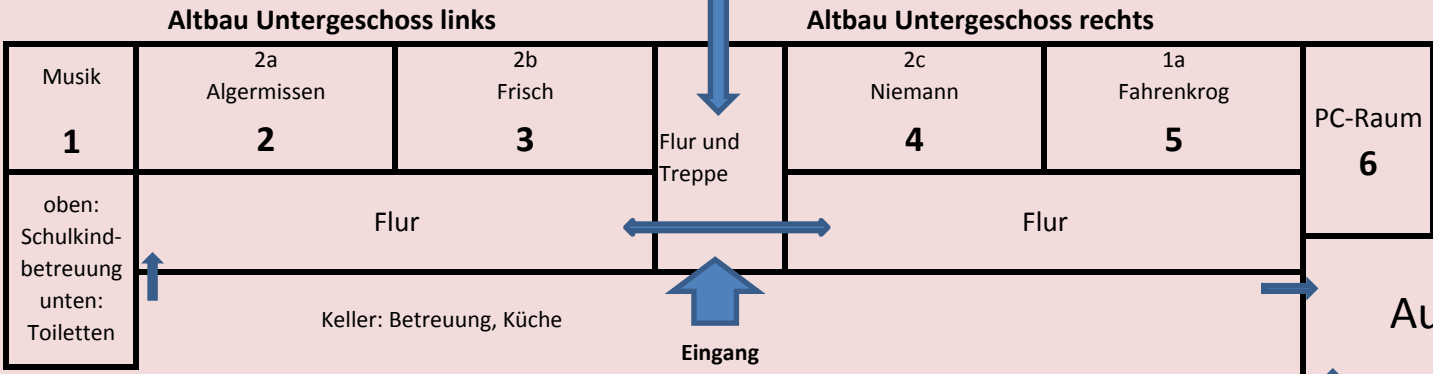 Altbau Untergeschoss links
Altbau Untergeschoss rechts
Musik
1
2a
Algermissen
2
2b
Frisch
3
Flur und
Treppe
2c
Niemann
4
1a
Fahrenkrog
5
PC-Raum
6
oben:
Schulkind-
betreuung
unten:
Toiletten
Flur
Flur
Keller: Betreuung, Küche
Eingang
Au